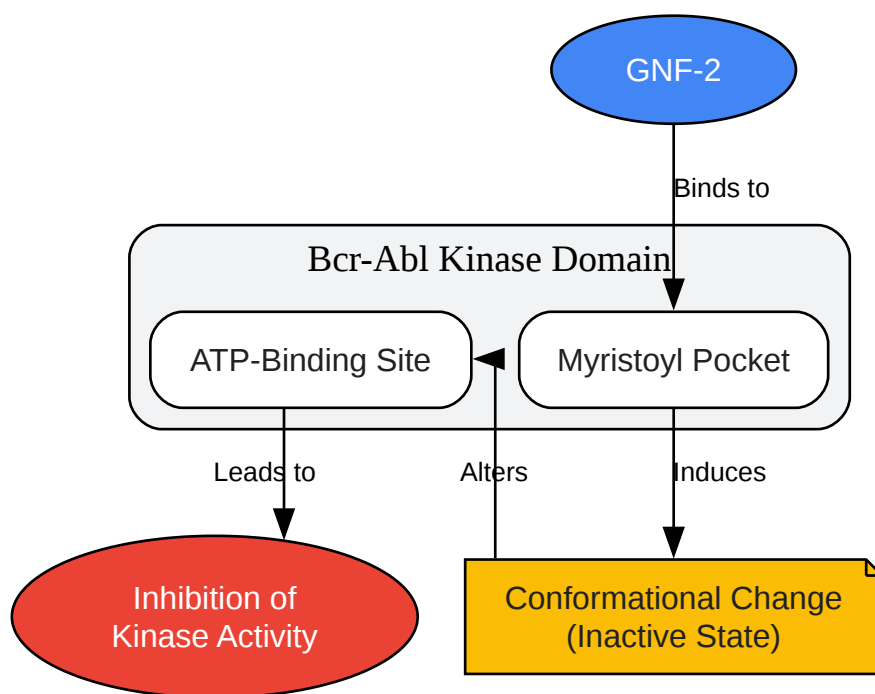 GNF-2
Binds to
Bcr-Abl Kinase Domain
ATP-Binding Site
Myristoyl Pocket
Leads to
Alters
Induces
Inhibition of
Kinase Activity
Conformational Change
(Inactive State)